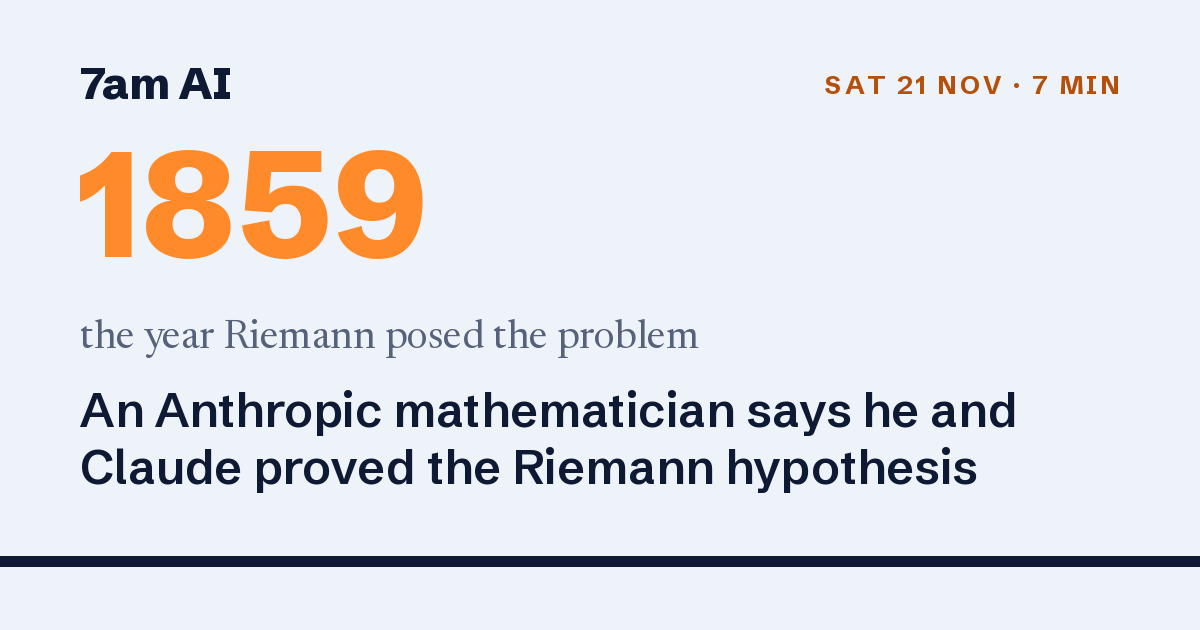 7am AI
SAT 21 NOV · 7 MIN
1859
the year Riemann posed the problem
An Anthropic mathematician says he and
Claude proved the Riemann hypothesis